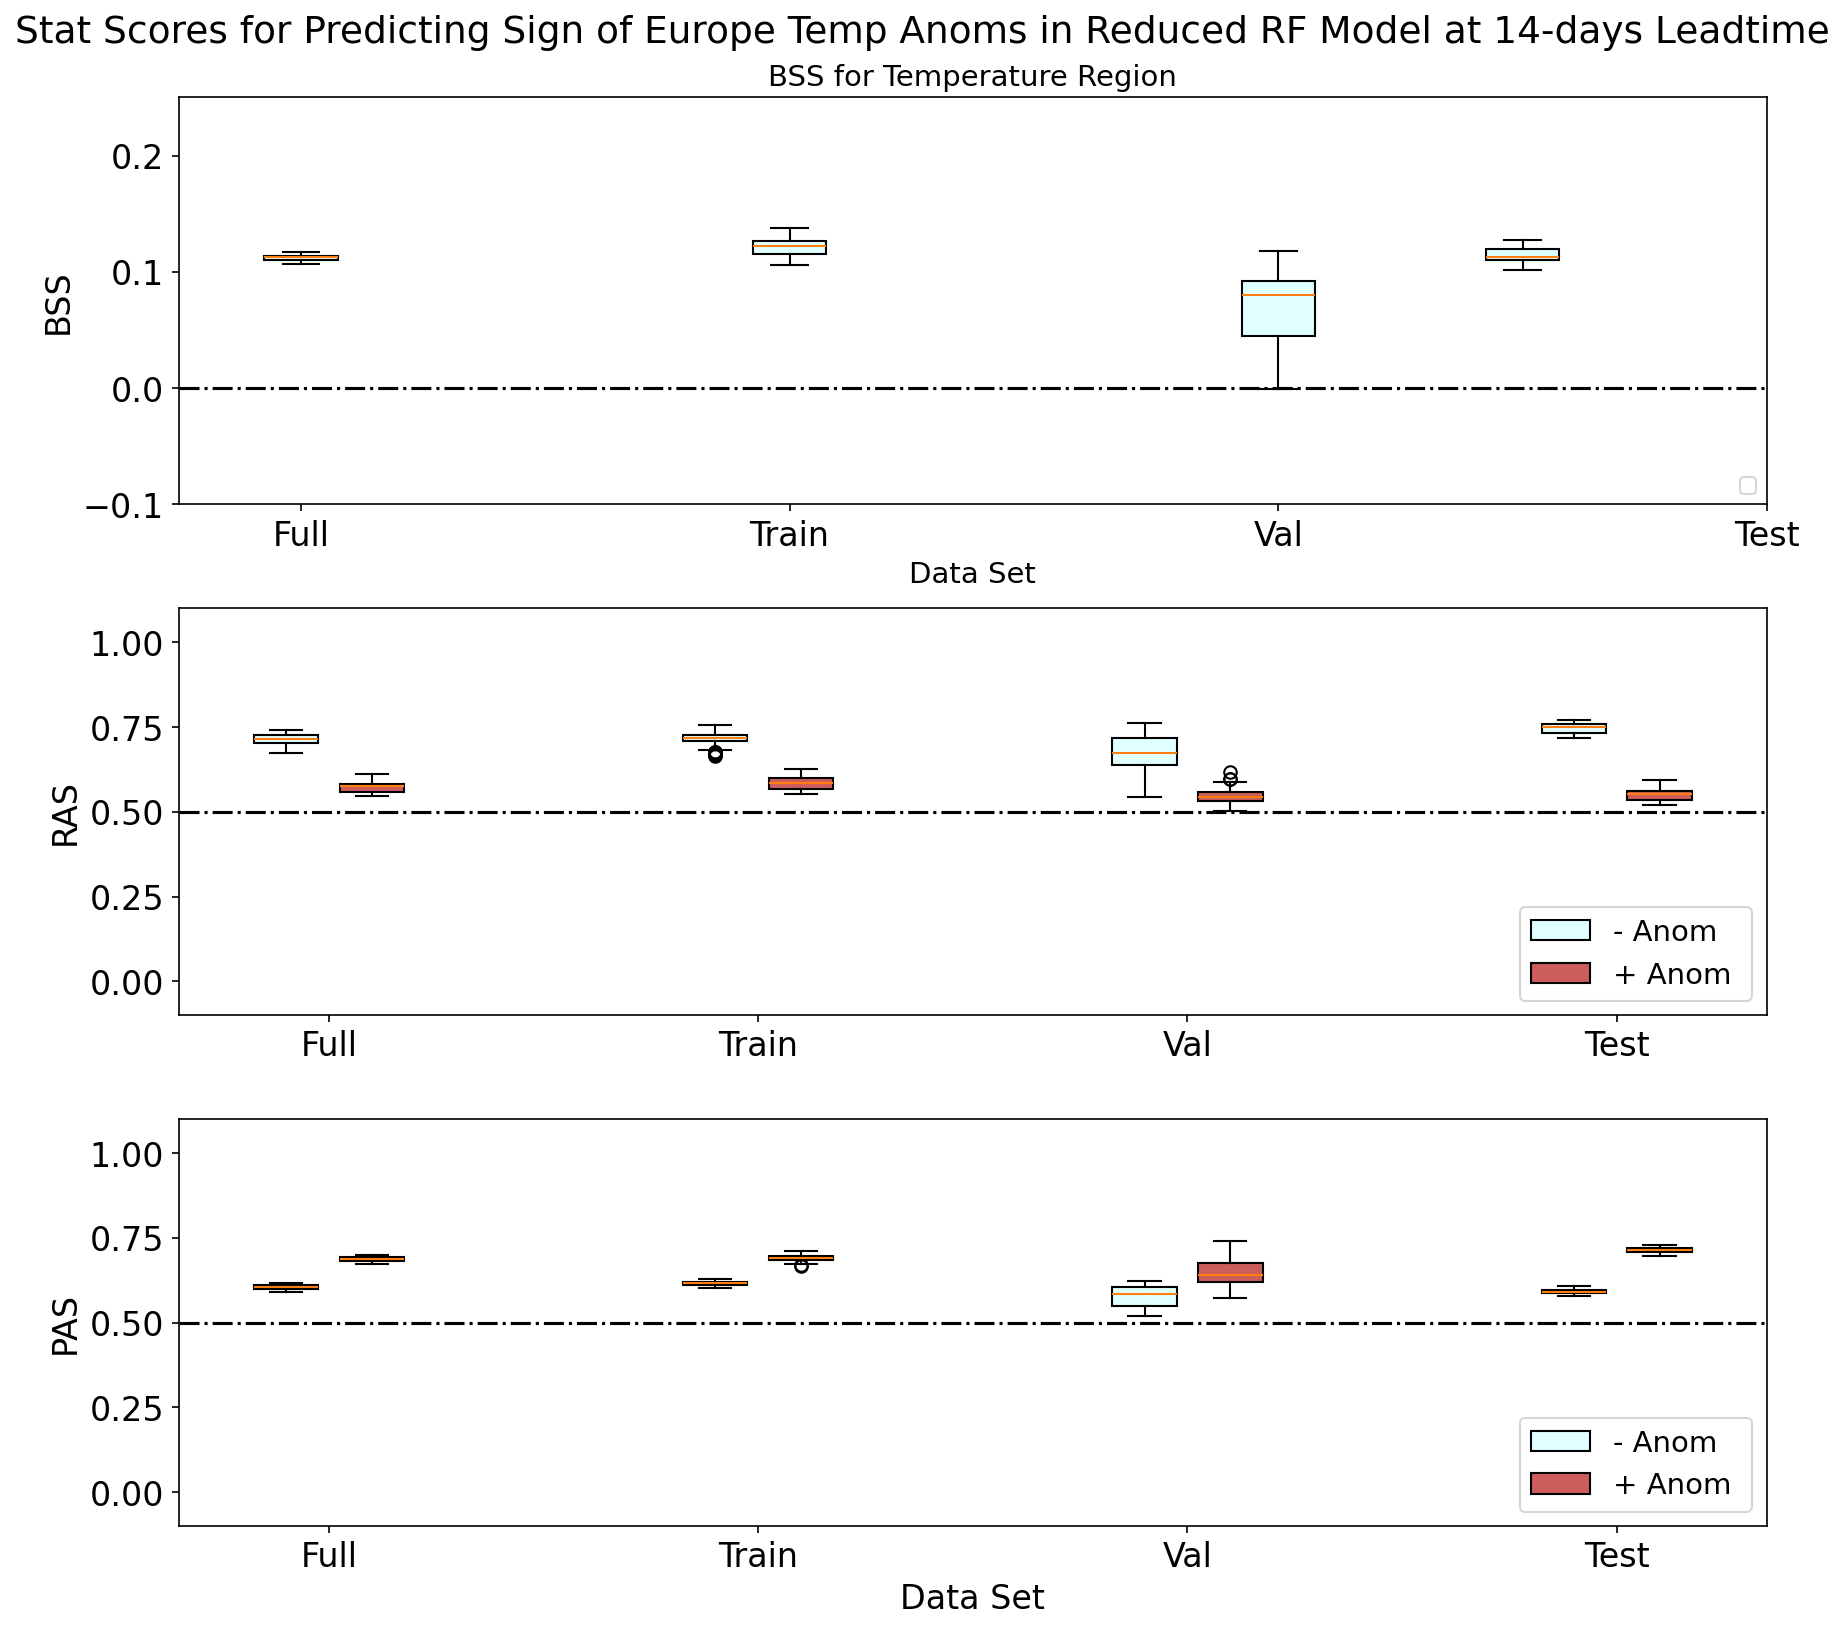 Stat Scores for Predicting Sign of Europe Temp Anoms in Reduced RF Model at 14-days Leadtime
BSS for Temperature Region
BSS
0.2
0.1
0.0
−0.1
Full Train Val Test
Data Set
RAS
1.00
0.75
0.50
0.25
0.00
- Anom
+ Anom
Full Train Val Test
PAS
1.00
0.75
0.50
0.25
0.00
- Anom
+ Anom
Full Train Val Test
Data Set